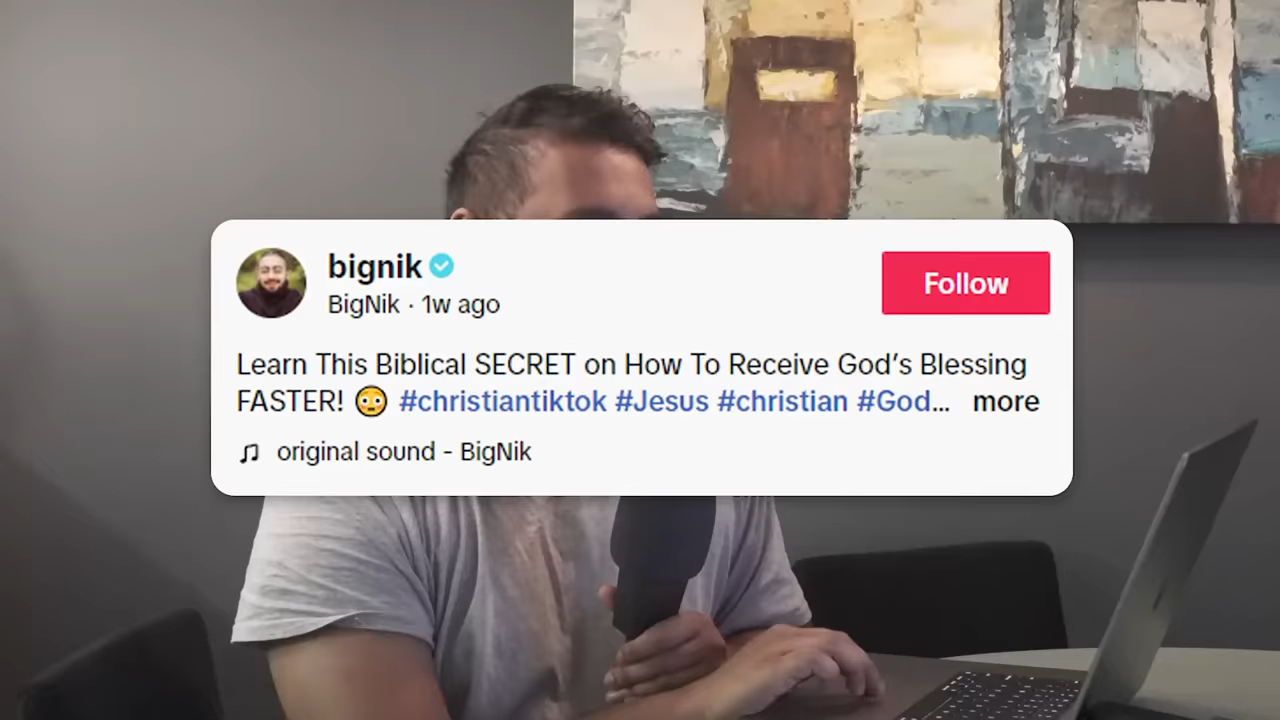 bignik
BigNik · 1w ago
Follow
Learn This Biblical SECRET on How To Receive God’s Blessing
FASTER! 😳 #christiantiktok #Jesus #christian #God... more
original sound - BigNik